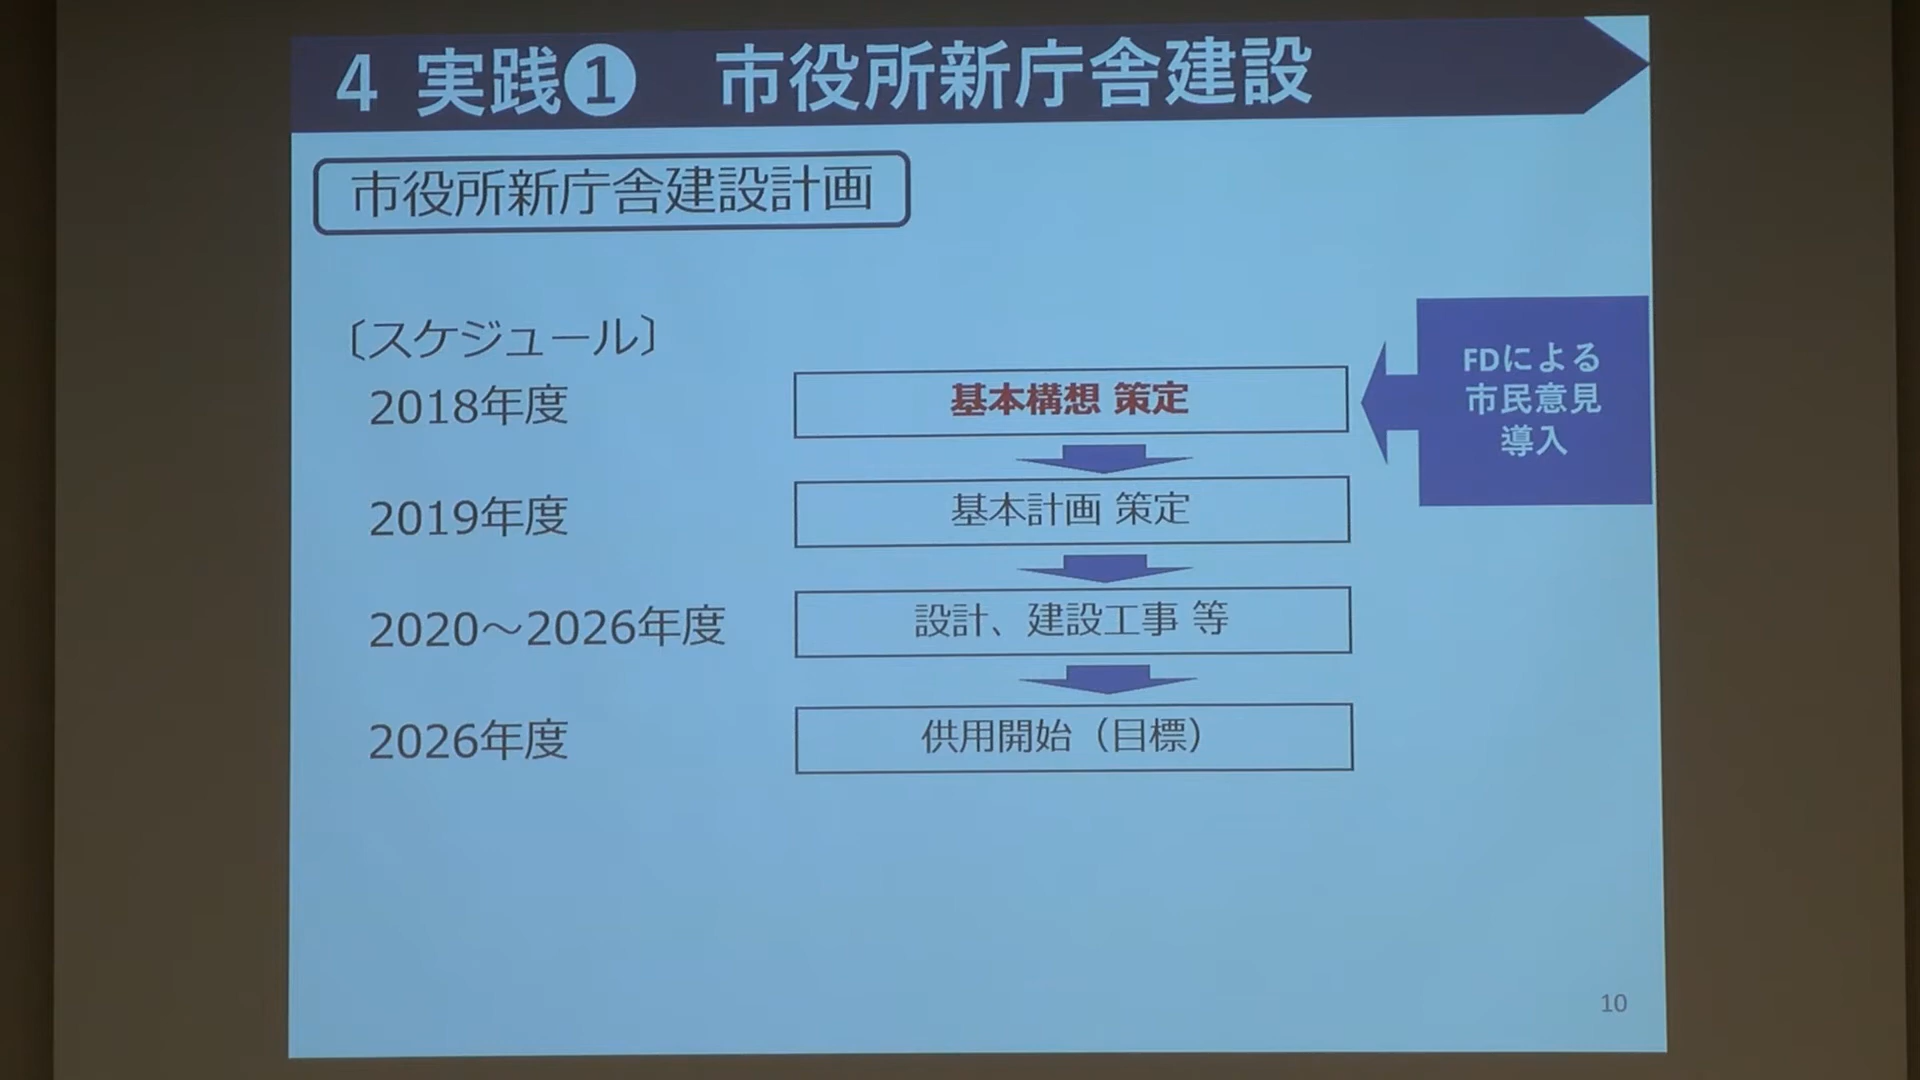 4 実践❶ 市役所新庁舎建設
市役所新庁舎建設計画
〔スケジュール〕
2018年度
基本構想 策定
FDによる
市民意見
導入
2019年度
基本計画 策定
2020～2026年度
設計、建設工事 等
2026年度
供用開始（目標）
10